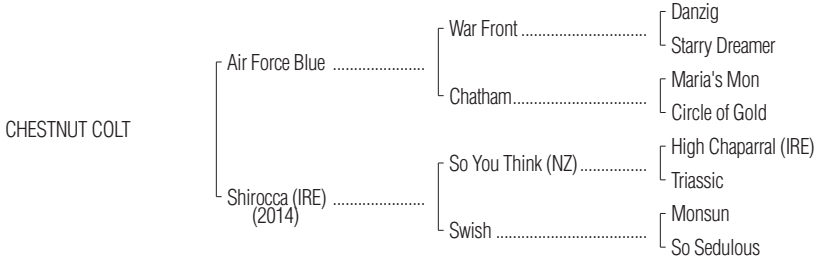 Danzig
War Front ..............................
Starry Dreamer
Air Force Blue ......................
Maria's Mon
Chatham................................
Circle of Gold
CHESTNUT COLT
High Chaparral (IRE)
So You Think (NZ)................
Triassic
Shirocca (IRE) ......................
(2014)
Monsun
Swish ....................................
So Sedulous